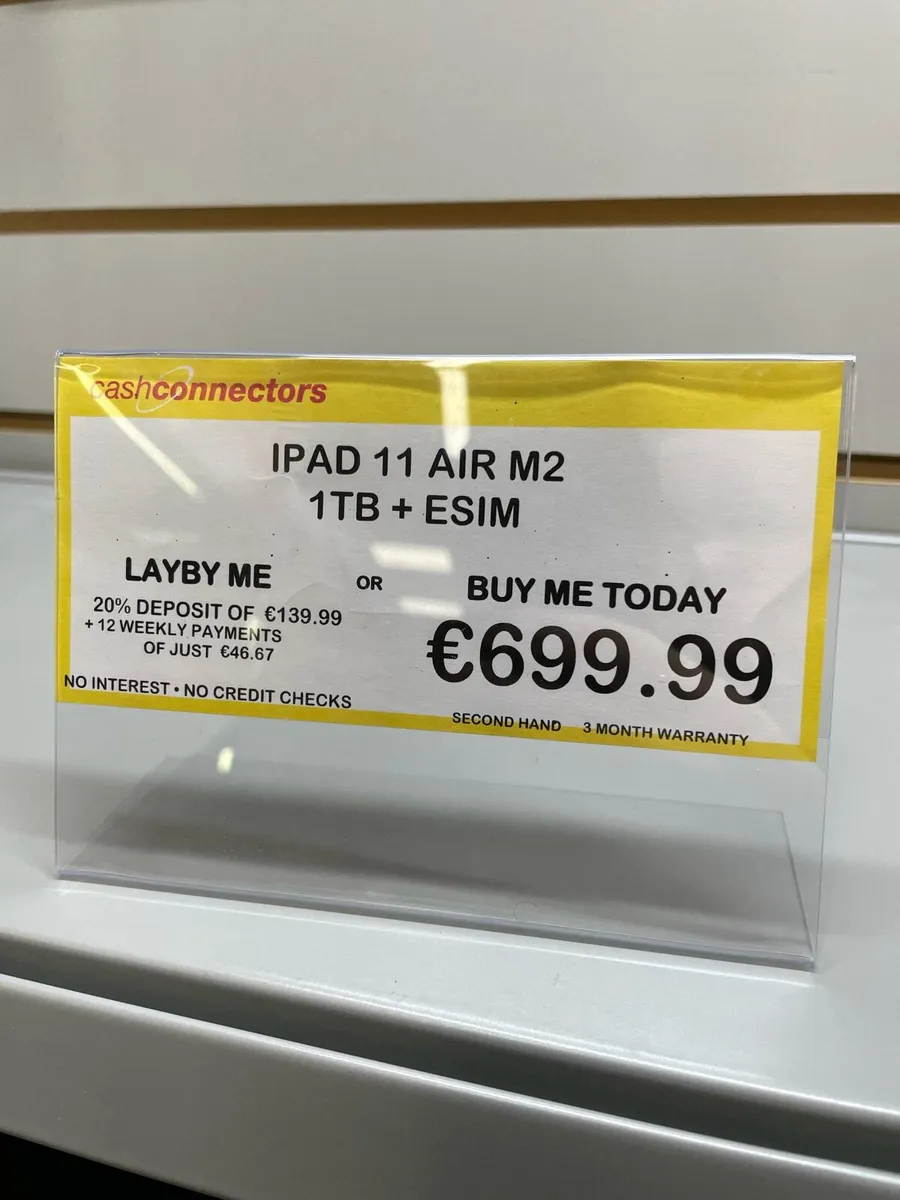 cashconnectors
IPAD 11 AIR M2
1TB + ESIM
LAYBY ME
20% DEPOSIT OF €139.99
+ 12 WEEKLY PAYMENTS
OF JUST €46.67
NO INTEREST • NO CREDIT CHECKS
OR
BUY ME TODAY
€699.99
SECOND HAND 3 MONTH WARRANTY